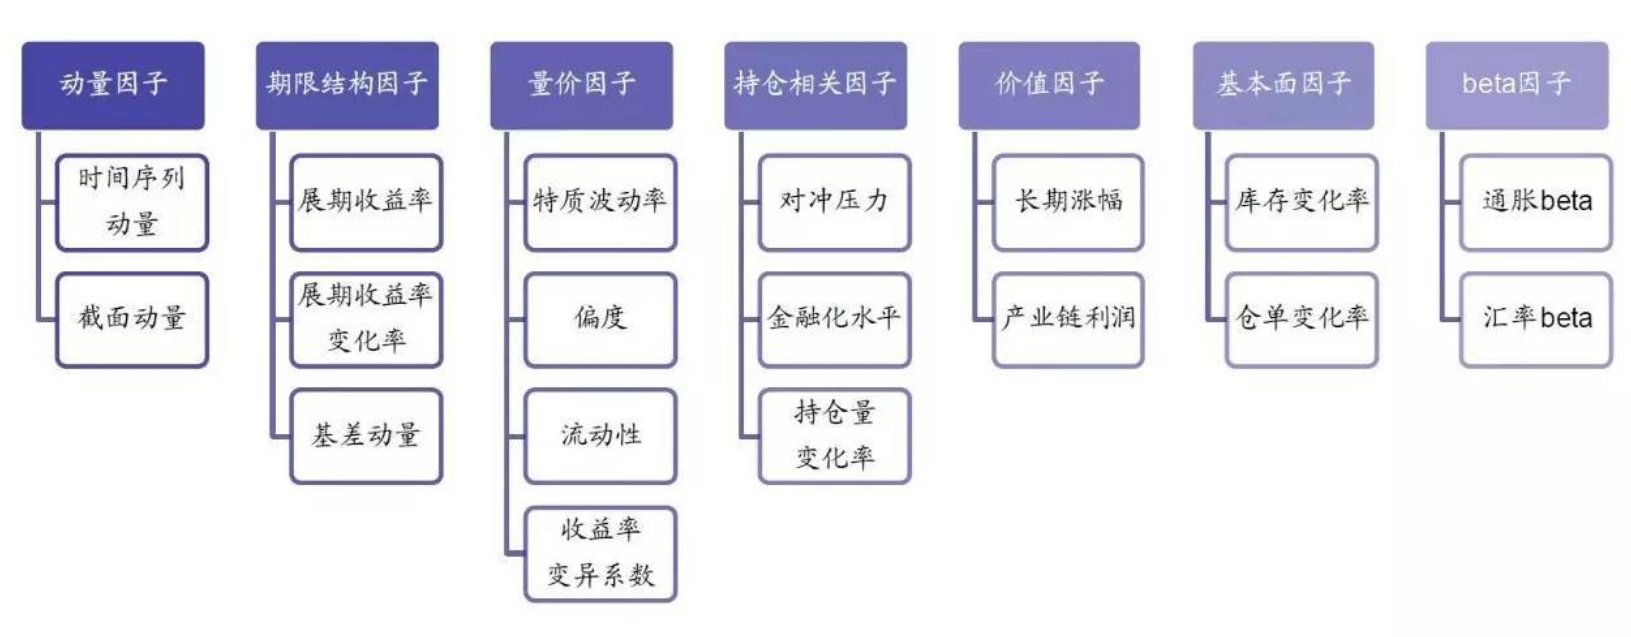 动量因子
时间序列
动量
截面动量
期限结构因子
展期收益率
展期收益率
变化率
基差动量
量价因子
特质波动率
偏度
流动性
收益率
变异系数
持仓相关因子
对冲压力
金融化水平
持仓量
变化率
价值因子
长期涨幅
产业链利润
基本面因子
库存变化率
仓单变化率
beta因子
通胀beta
汇率beta